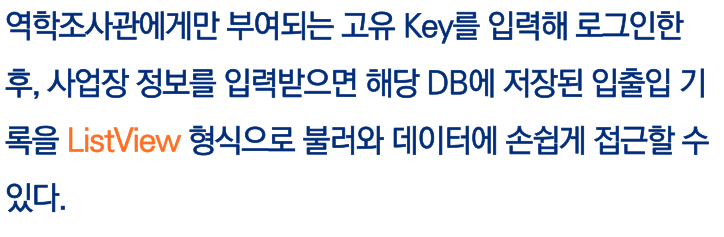 역학조사관에게만 부여되는 고유 Key를 입력해 로그인한
후, 사업장 정보를 입력받으면 해당 DB에 저장된 입출입 기
록을 ListView 형식으로 불러와 데이터에 손쉽게 접근할 수
있다.